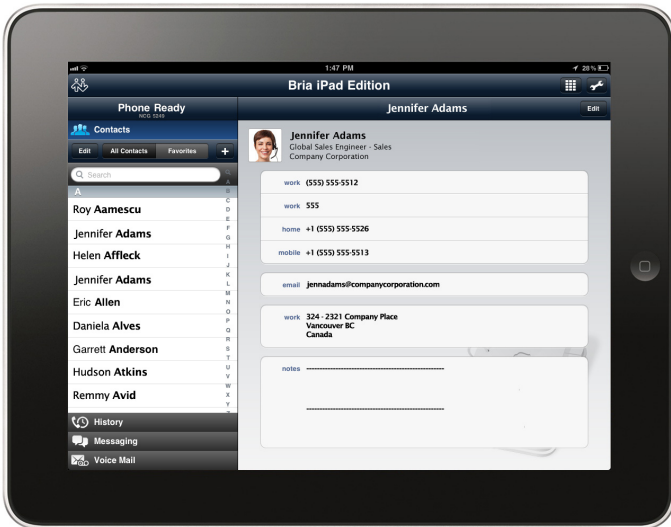 1:47 PM
28%
Bria iPad Edition
Phone Ready
NCG 5249
Jennifer Adams
Edit
Contacts
Edit
All Contacts
Favorites
+
Search
A
Roy Aamescu
Jennifer Adams
Helen Affleck
Jennifer Adams
Eric Allen
Daniela Alves
Garrett Anderson
Hudson Atkins
Remmy Avid
A
B
C
D
E
F
G
H
I
J
K
L
M
N
O
P
Q
R
S
T
U
V
W
X
Y
History
Messaging
Voice Mail
Jennifer Adams
Global Sales Engineer - Sales
Company Corporation
work (555) 555-5512
work 555
home +1 (555) 555-5526
mobile +1 (555) 555-5513
email jennadams@companycorporation.com
work 324 - 2321 Company Place
Vancouver BC
Canada
notes